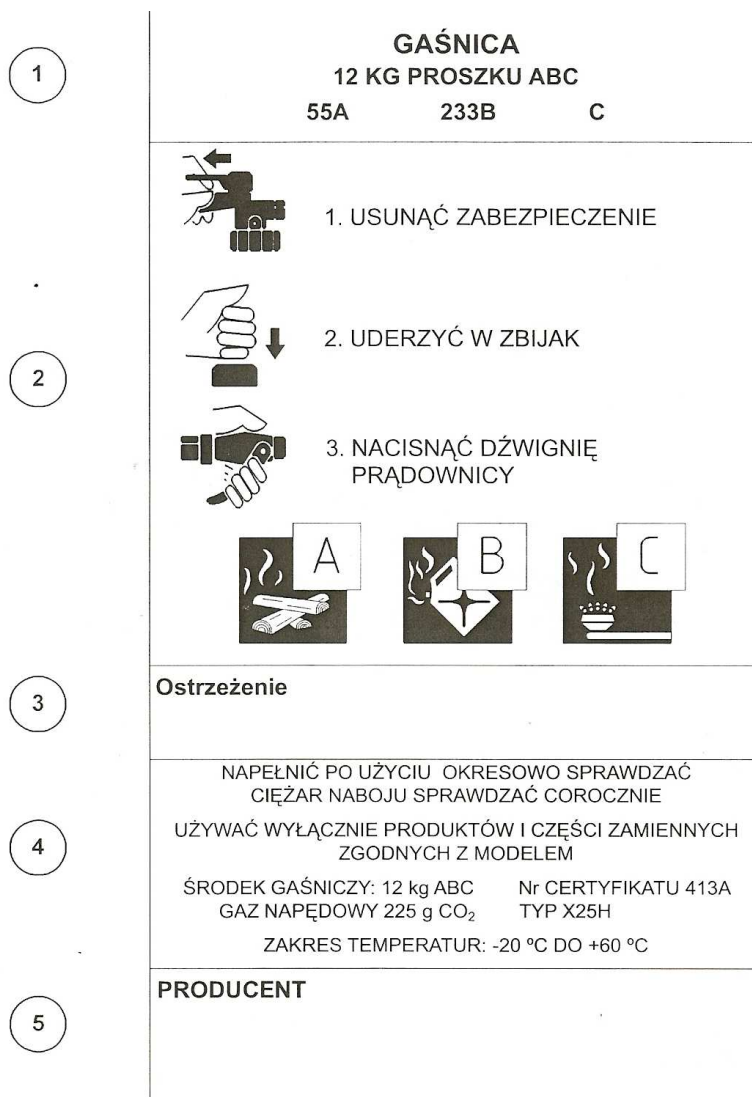 1
GAŚNICA
12 KG PROSZKU ABC
55A 233B C
1. USUNĄĆ ZABEZPIECZENIE
2
2. UDERZYĆ W ZBIJAK
3. NACISNĄĆ DŹWIGNIĘ
PRĄDOWNICY
A B C
3
Ostrzeżenie
4
NAPEŁNIĆ PO UŻYCIU OKRESOWO SPRAWDZAĆ
CIĘŻAR NABOJU SPRAWDZAĆ COROCZNIE
UŻYWAĆ WYŁĄCZNIE PRODUKTÓW I CZĘŚCI ZAMIENNYCH
ZGODNYCH Z MODELEM
ŚRODEK GAŚNICZY: 12 kg ABC Nr CERTYFIKATU 413A
GAZ NAPĘDOWY 225 g CO₂ TYP X25H
ZAKRES TEMPERATUR: -20 ºC DO +60 ºC
5
PRODUCENT